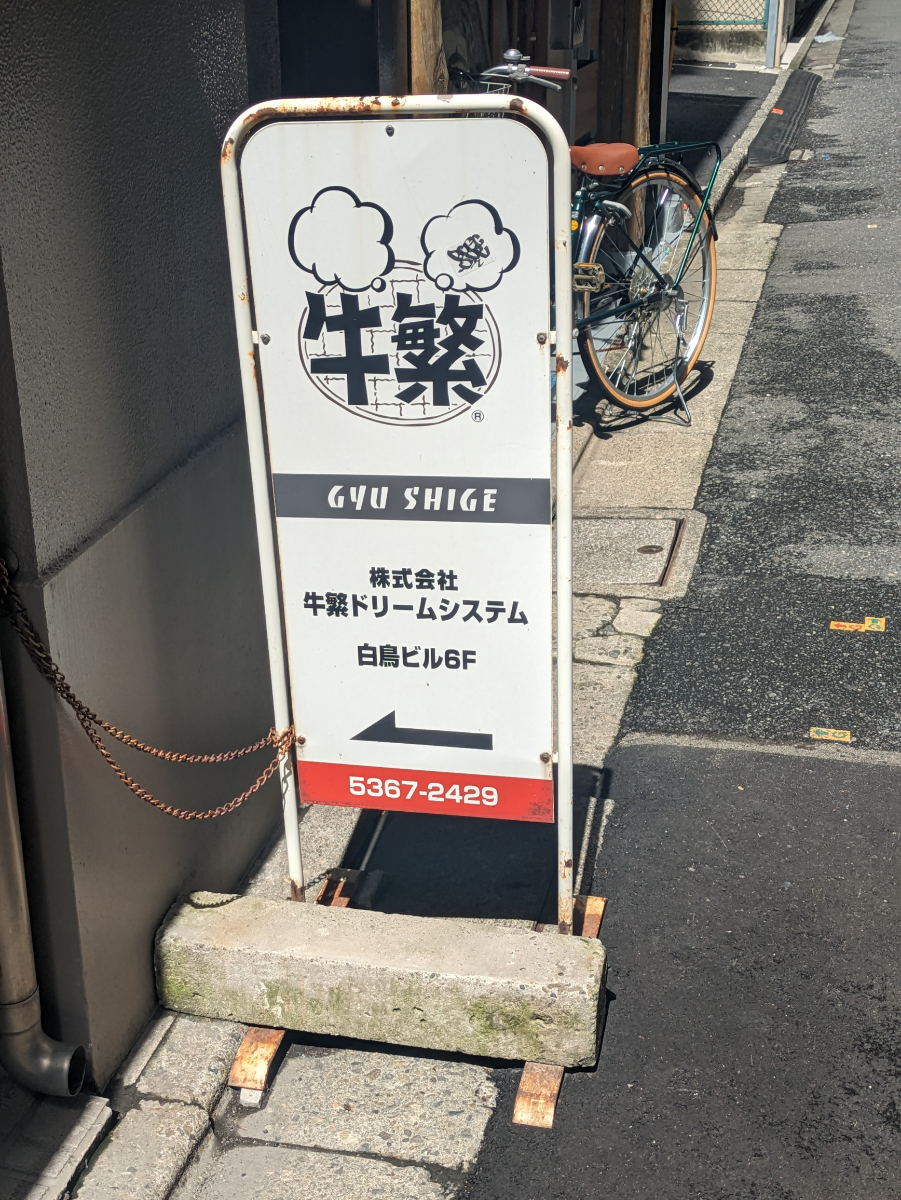 牛繁
®
GYU SHIGE
株式会社
牛繁ドリームシステム
白鳥ビル6F
5367-2429